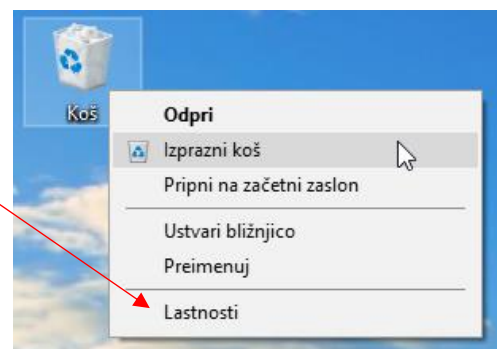 Koš
Odpri
Izprazni koš
Pripni na začetni zaslon
Ustvari bližnjico
Preimenuj
Lastnosti